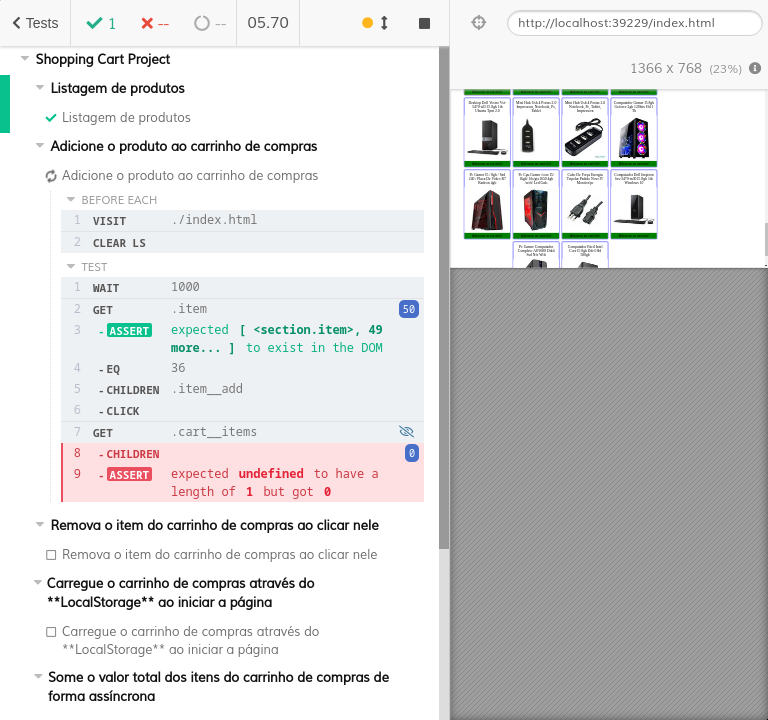 Tests
1
--
--
05.70
http://localhost:39229/index.html
1366 x 768 (23%)
Shopping Cart Project
Listagem de produtos
Listagem de produtos
Adicione o produto ao carrinho de compras
Adicione o produto ao carrinho de compras
BEFORE EACH
1 VISIT ./index.html
2 CLEAR LS
TEST
1 WAIT 1000
2 GET .item 50
3 - ASSERT expected [ <section.item>, 49
more... ] to exist in the DOM
4 - EQ 36
5 - CHILDREN .item__add
6 - CLICK
7 GET .cart__items
8 - CHILDREN 0
9 - ASSERT expected undefined to have a
length of 1 but got 0
Remova o item do carrinho de compras ao clicar nele
Remova o item do carrinho de compras ao clicar nele
Carregue o carrinho de compras através do
**LocalStorage** ao iniciar a página
Carregue o carrinho de compras através do
**LocalStorage** ao iniciar a página
Some o valor total dos itens do carrinho de compras de
forma assíncrona